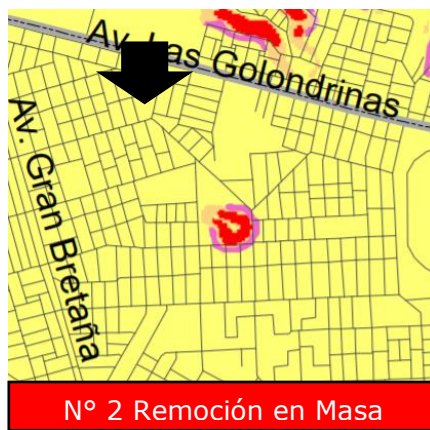 Av. Las Golondrinas
Av. Gran Bretaña
N° 2 Remoción en Masa